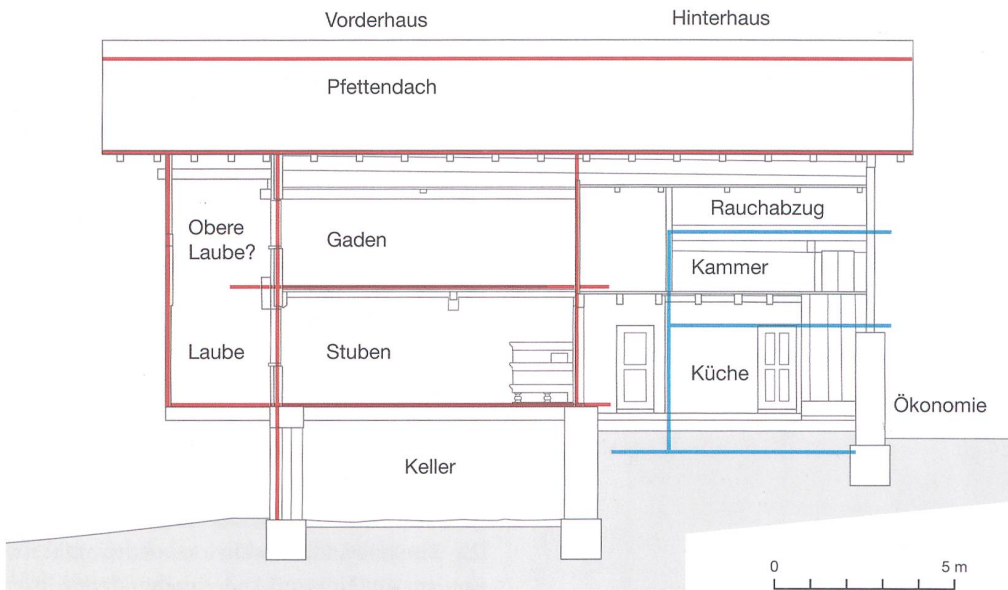 Vorderhaus
Hinterhaus
Pfettendach
Obere
Laube?
Gaden
Rauchabzug
Kammer
Laube
Stuben
Küche
Ökonomie
Keller
0
5 m